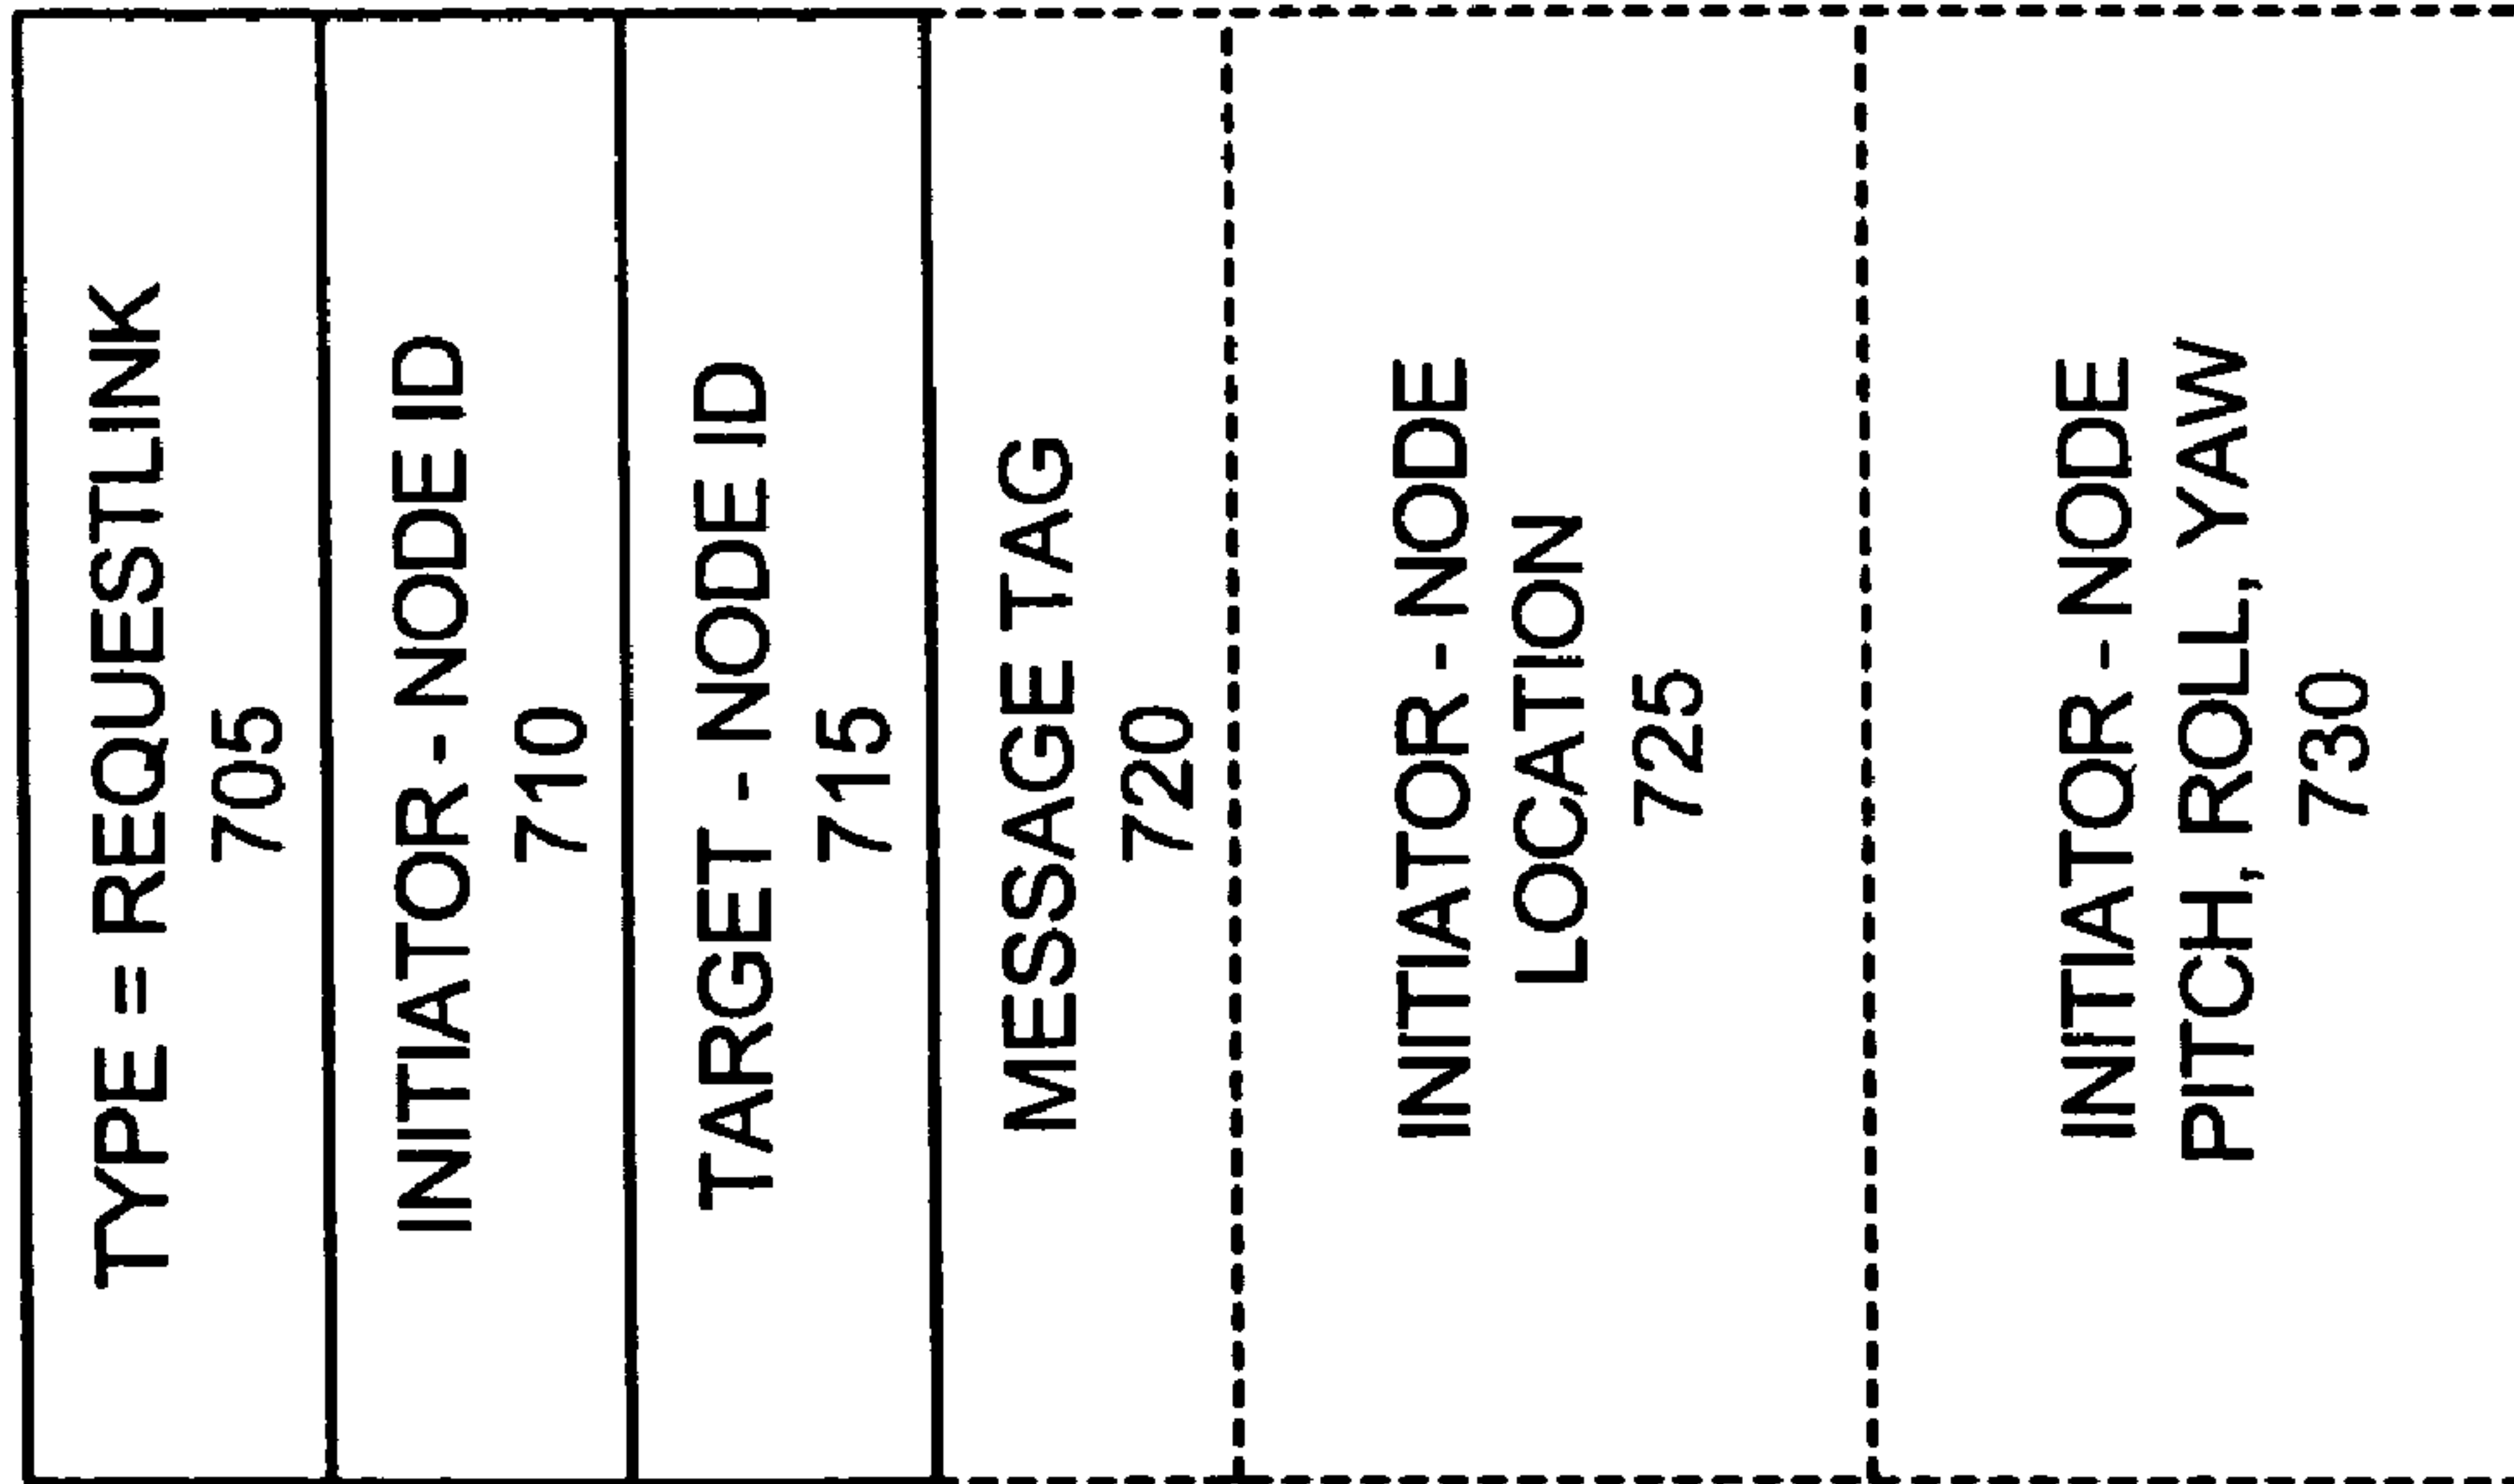 TYPE = REQUESTLINK
705
INITIATOR - NODE ID
710
TARGET - NODE ID
715
MESSAGE TAG
720
INITIATOR - NODE
LOCATION
725
INITIATOR - NODE
PITCH, ROLL, YAW
730